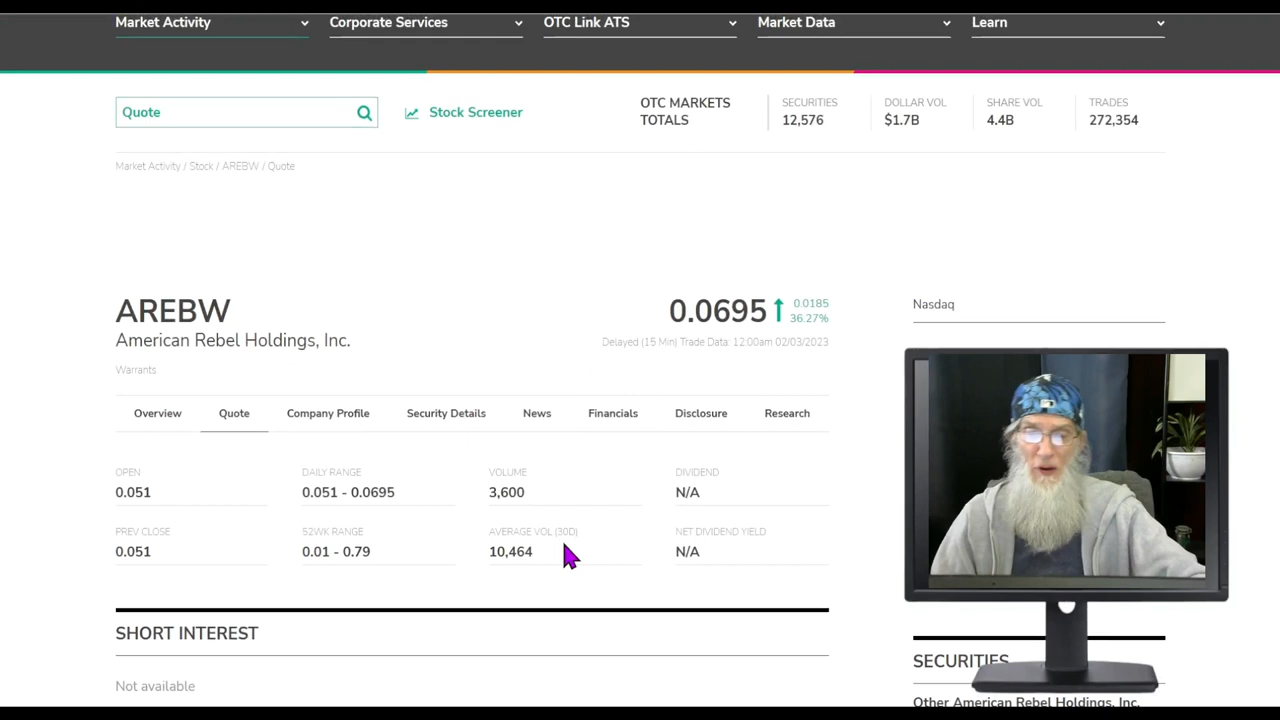 Market Activity Corporate Services OTC Link ATS Market Data Learn
Quote Stock Screener
OTC MARKETS TOTALS
SECURITIES DOLLAR VOL SHARE VOL TRADES
12,576 $1.7B 4.4B 272,354
Market Activity / Stock / AREBW / Quote
AREBW
0.0695 0.0185
36.27%
American Rebel Holdings, Inc.
Delayed (15 Min) Trade Data: 12:00am 02/03/2023
Warrants
Nasdaq
Overview Quote Company Profile Security Details News Financials Disclosure Research
OPEN DAILY RANGE VOLUME DIVIDEND
0.051 0.051 - 0.0695 3,600 N/A
PREV CLOSE 52WK RANGE AVERAGE VOL (30D) NET DIVIDEND YIELD
0.051 0.01 - 0.79 10,464 N/A
SHORT INTEREST
Not available
SECURITIES
Other American Rebel Holdings, Inc.